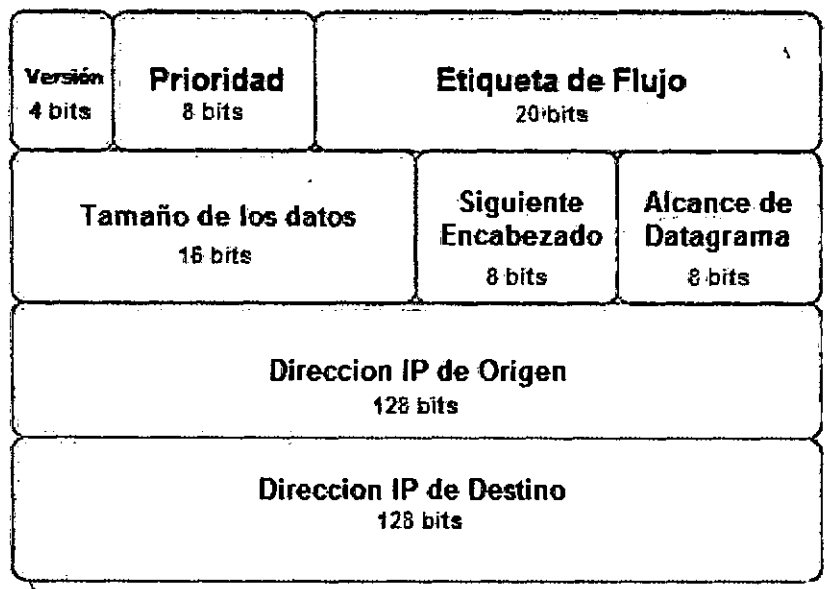 Versión
4 bits
Prioridad
8 bits
Etiqueta de Flujo
20 bits
Tamaño de los datos
16 bits
Siguiente
Encabezado
8 bits
Alcance de
Datagrama
8 bits
Direccion IP de Origen
128 bits
Direccion IP de Destino
128 bits